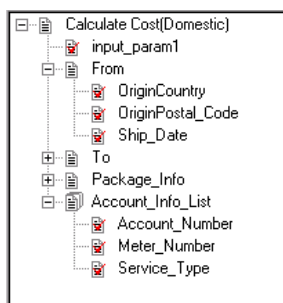 Calculate Cost(Domestic)
input_param1
From
OriginCountry
OriginPostal_Code
Ship_Date
To
Package_Info
Account_Info_List
Account_Number
Meter_Number
Service_Type